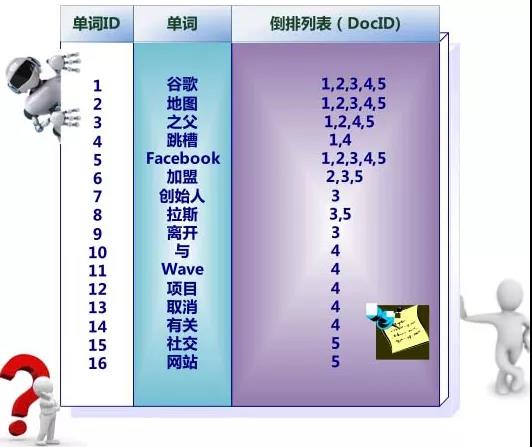 单词ID 单词 倒排列表（DocID）
1 谷歌 1,2,3,4,5
2 地图 1,2,3,4,5
3 之父 1,2,4,5
4 跳槽 1,4
5 Facebook 1,2,3,4,5
6 加盟 2,3,5
7 创始人 3
8 拉斯 3,5
9 离开 3
10 与 4
11 Wave 4
12 项目 4
13 取消 4
14 有关 4
15 社交 5
16 网站 5